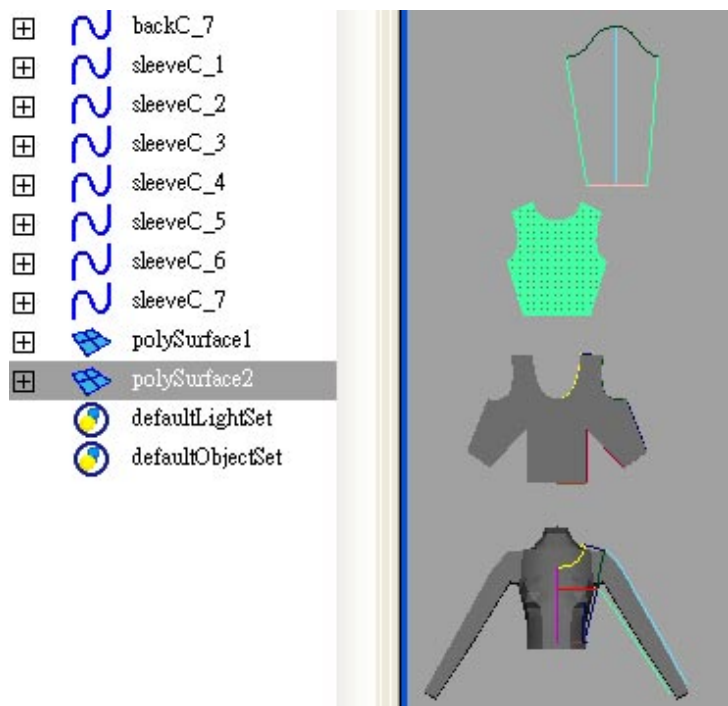 backC_7
sleeveC_1
sleeveC_2
sleeveC_3
sleeveC_4
sleeveC_5
sleeveC_6
sleeveC_7
polySurface1
polySurface2
defaultLightSet
defaultObjectSet